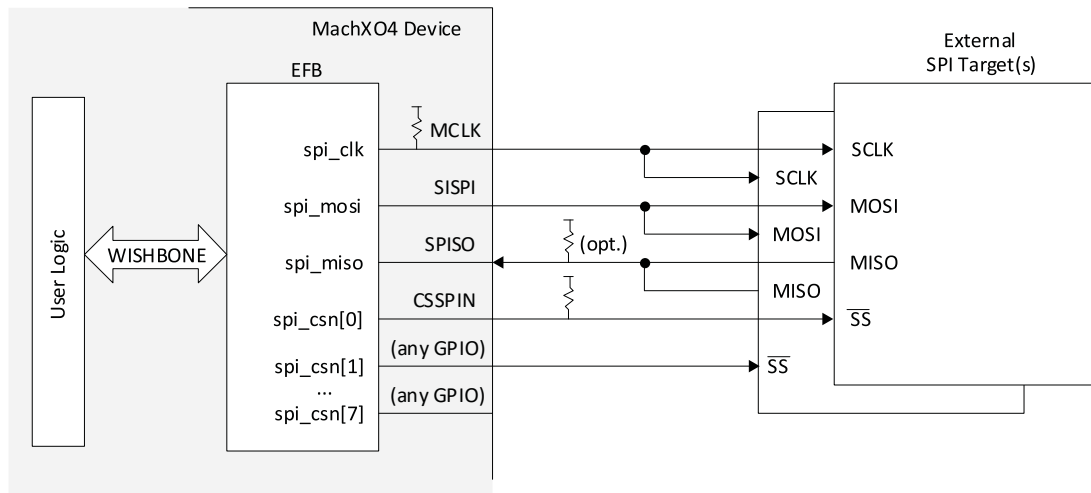 MachXO4 Device
External
SPI Target(s)
EFB
MCLK
spi_clk
SCLK
SCLK
SISPI
spi_mosi
MOSI
MOSI
User Logic
WISHBONE
SPISO
(opt.)
spi_miso
MISO
MISO
CSSPIN
spi_csn[0]
SS
(any GPIO)
spi_csn[1]
SS
...
(any GPIO)
spi_csn[7]